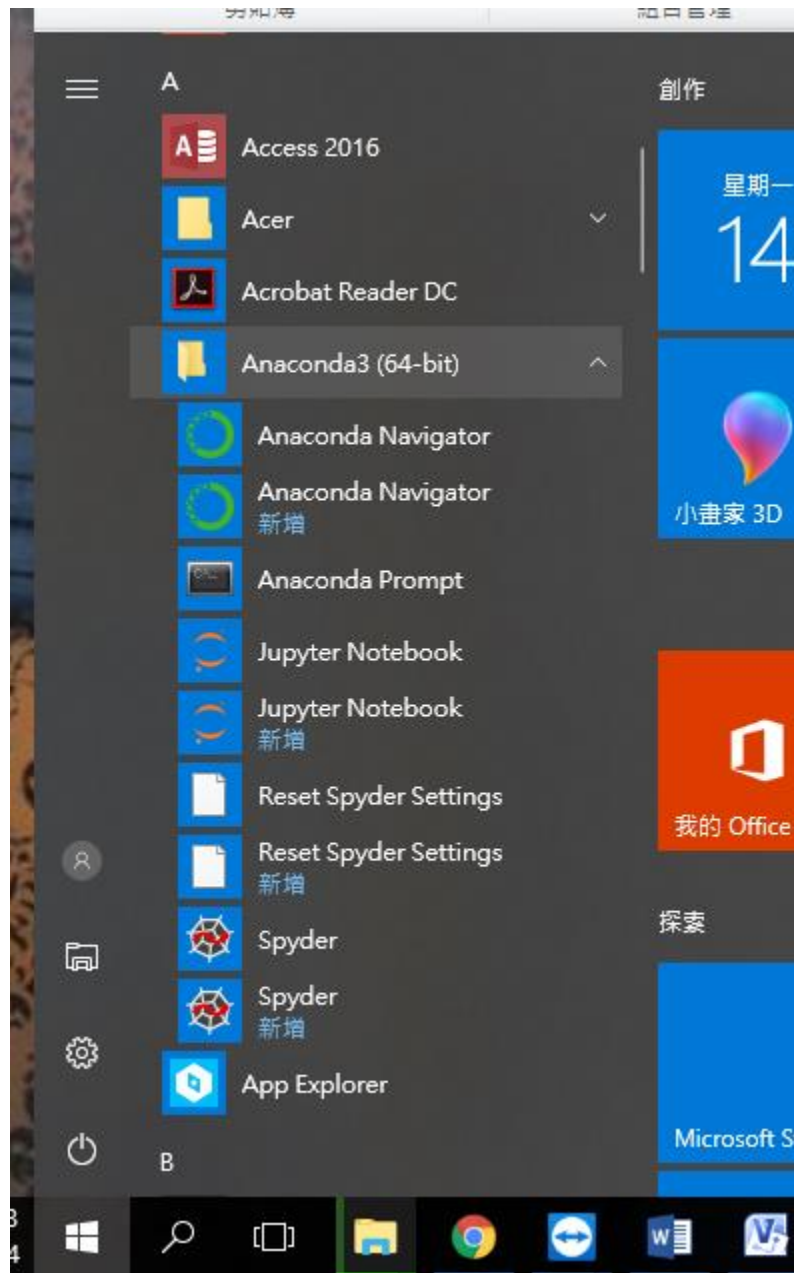 A
Access 2016
Acer
Acrobat Reader DC
Anaconda3 (64-bit)
Anaconda Navigator
Anaconda Navigator
新增
Anaconda Prompt
Jupyter Notebook
Jupyter Notebook
新增
Reset Spyder Settings
Reset Spyder Settings
新增
Spyder
Spyder
新增
App Explorer
B
創作
星期一
14
小畫家 3D
我的 Office
探索
Microsoft S